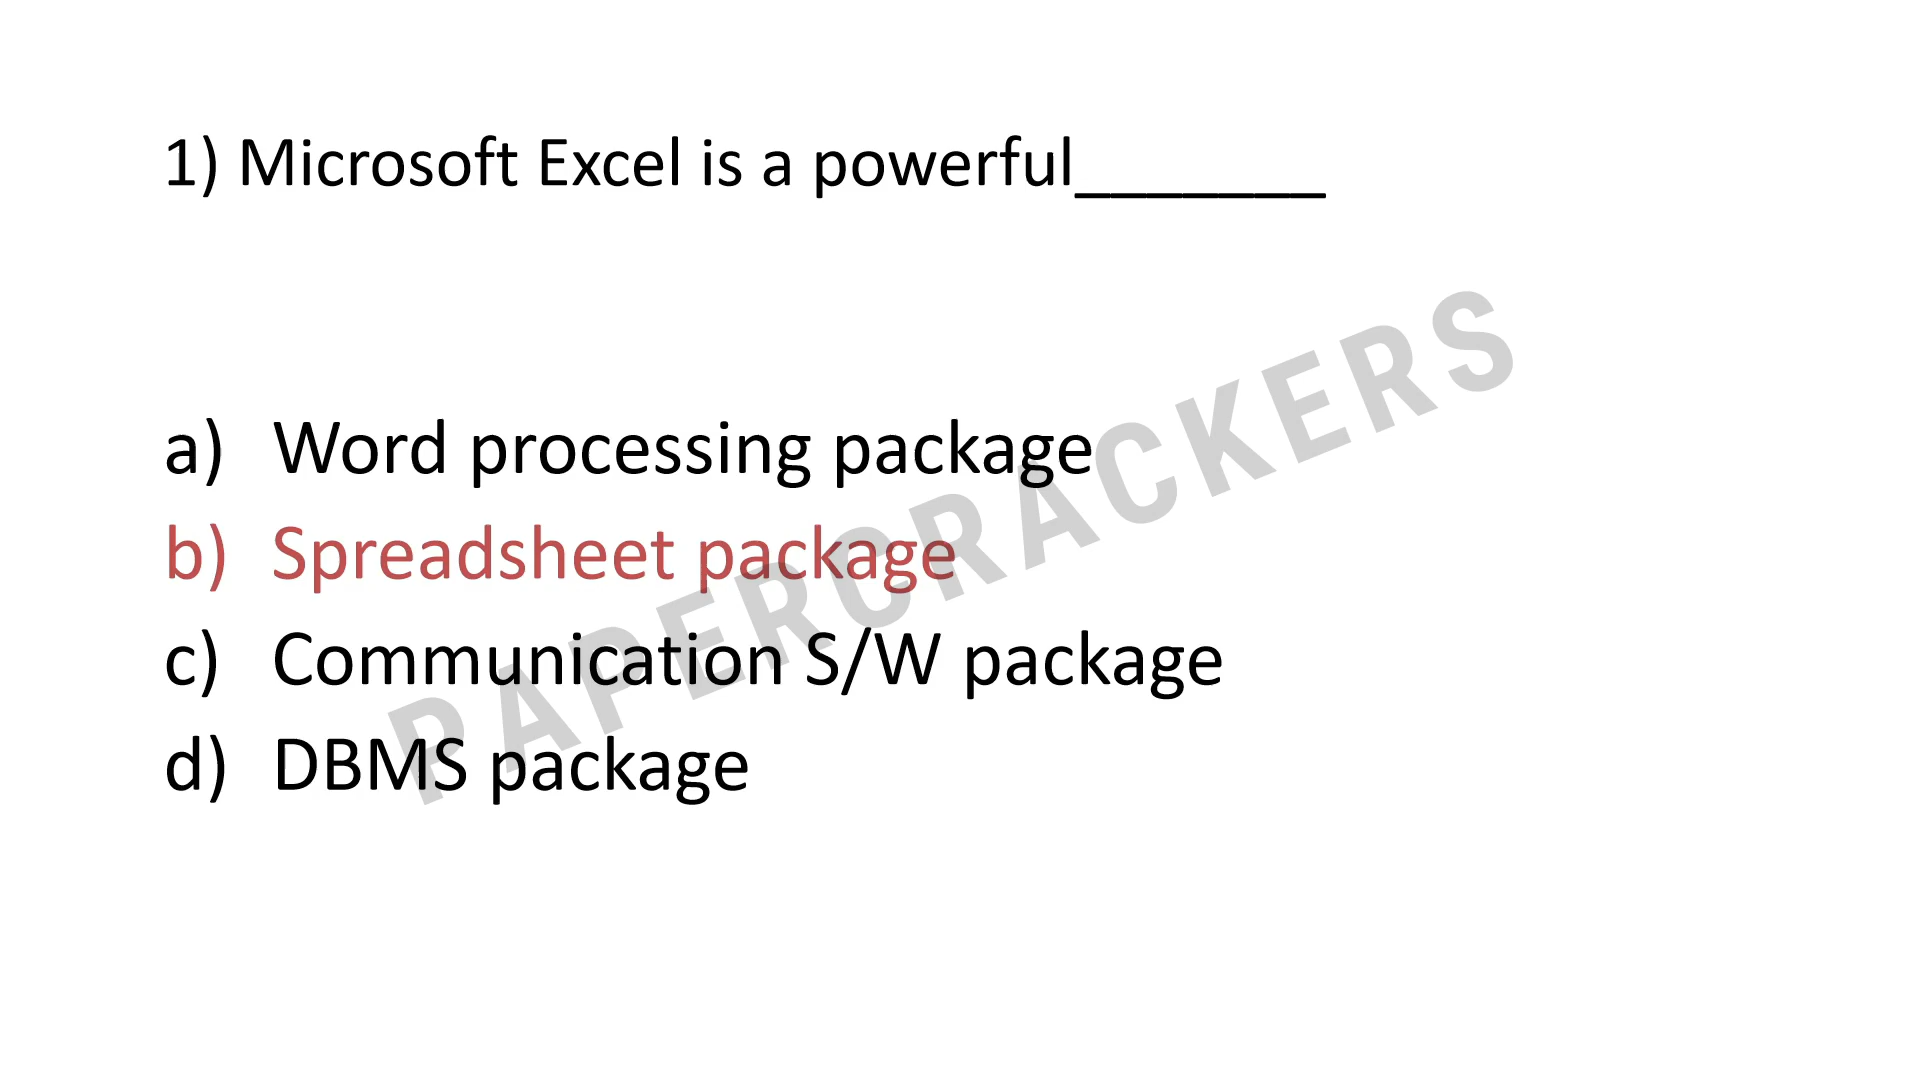 1) Microsoft Excel is a powerful_______
a) Word processing package
b) Spreadsheet package
c) Communication S/W package
d) DBMS package
PAPERCRACKERS